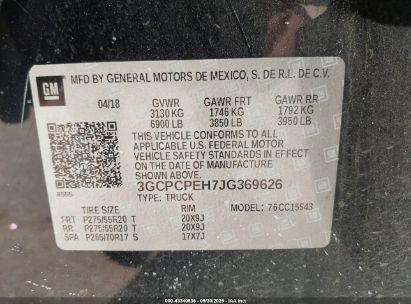 MFD BY GENERAL MOTORS DE MEXICO, S. DE R.L. DE C.V.
GM
04/18 GVWR GAWR FRT GAWR RR
3130 KG 1746 KG 1792 KG
6900 LB 3850 LB 3950 LB
THIS VEHICLE CONFORMS TO ALL
APPLICABLE U.S. FEDERAL MOTOR
VEHICLE SAFETY AND THEFT PREVENTION
STANDARDS IN EFFECT ON THE DATE OF
MANUFACTURE SHOWN ABOVE.
3GCPCPEH7JG369626
TYPE: TRUCK MODEL: 76CC15543
TIRE SIZE RIM
FRT P275/55R20 T 20X9J
RR P275/55R20 T 20X9J
SPA P265/70R17 S 17X7J